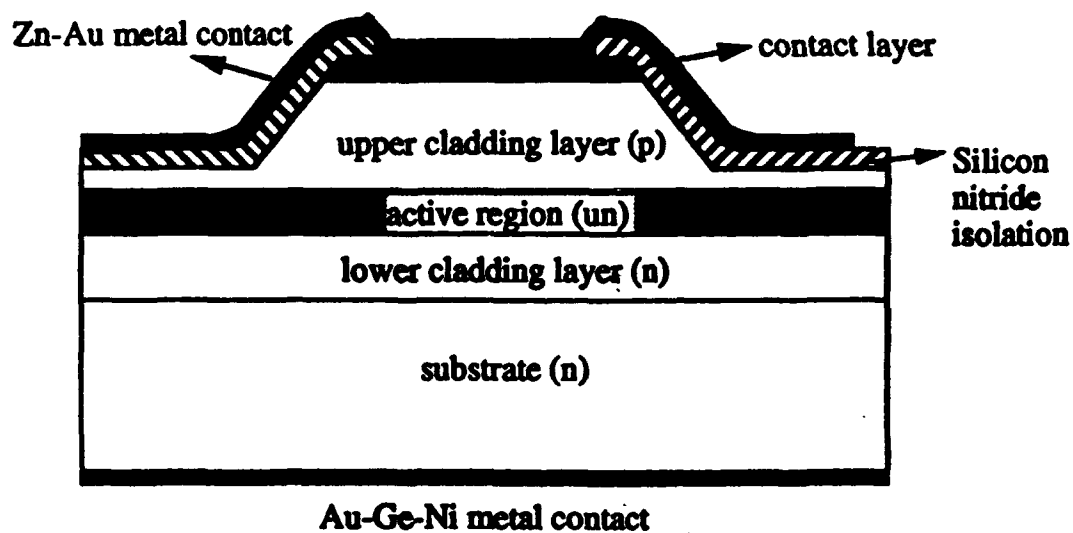 Zn-Au metal contact
contact layer
upper cladding layer (p)
Silicon
nitride
isolation
active region (un)
lower cladding layer (n)
substrate (n)
Au-Ge-Ni metal contact